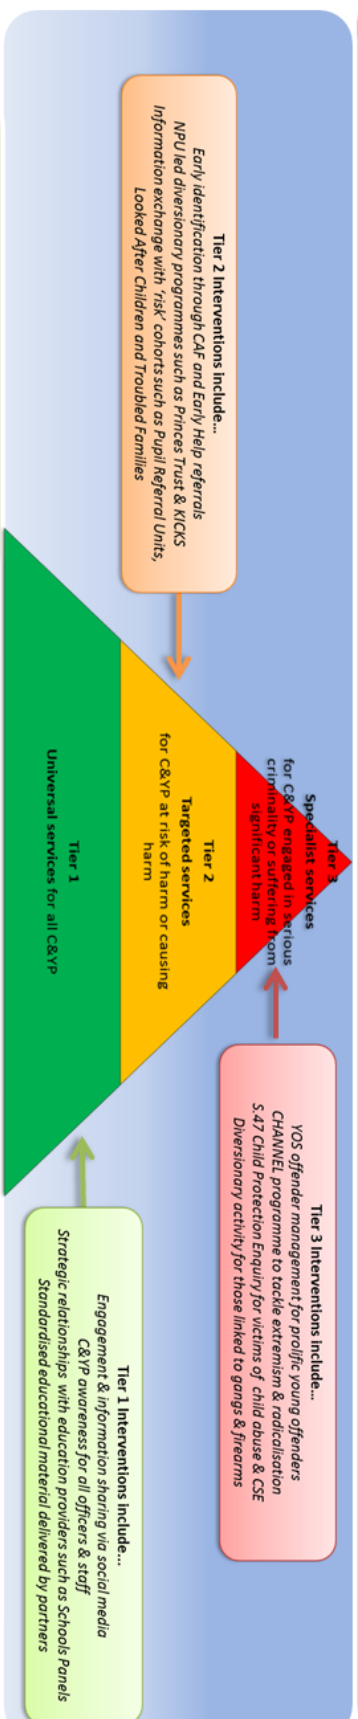 Tier 3
Specialist services
for C&YP engaged in serious
criminality or suffering from
significant harm
Tier 2
Targeted services
for C&YP at risk of harm or causing
harm
Tier 1
Universal services for all C&YP
Tier 2 Interventions include...
Early identification through CAF and Early Help referrals
NPU led diversionary programmes such as Princes Trust & KICKS
Information exchange with ‘risk’ cohorts such as Pupil Referral Units,
Looked After Children and Troubled Families
Tier 3 Interventions include...
YOS offender management for prolific young offenders
CHANNEL programme to tackle extremism & radicalisation
S.47 Child Protection Enquiry for victims of child abuse & CSE
Diversionary activity for those linked to gangs & firearms
Tier 1 Interventions include...
Engagement & information sharing via social media
C&YP awareness for all officers & staff
Strategic relationships with education providers such as Schools Panels
Standardised educational material delivered by partners